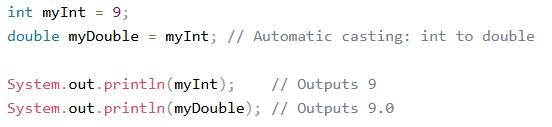 int myInt = 9;
double myDouble = myInt; // Automatic casting: int to double
System.out.println(myInt);    // Outputs 9
System.out.println(myDouble); // Outputs 9.0